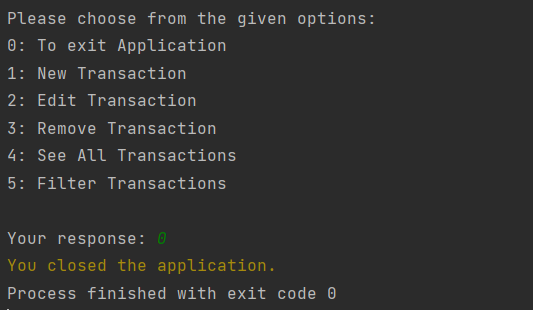 Please choose from the given options:
0: To exit Application
1: New Transaction
2: Edit Transaction
3: Remove Transaction
4: See All Transactions
5: Filter Transactions
Your response: 0
You closed the application.
Process finished with exit code 0